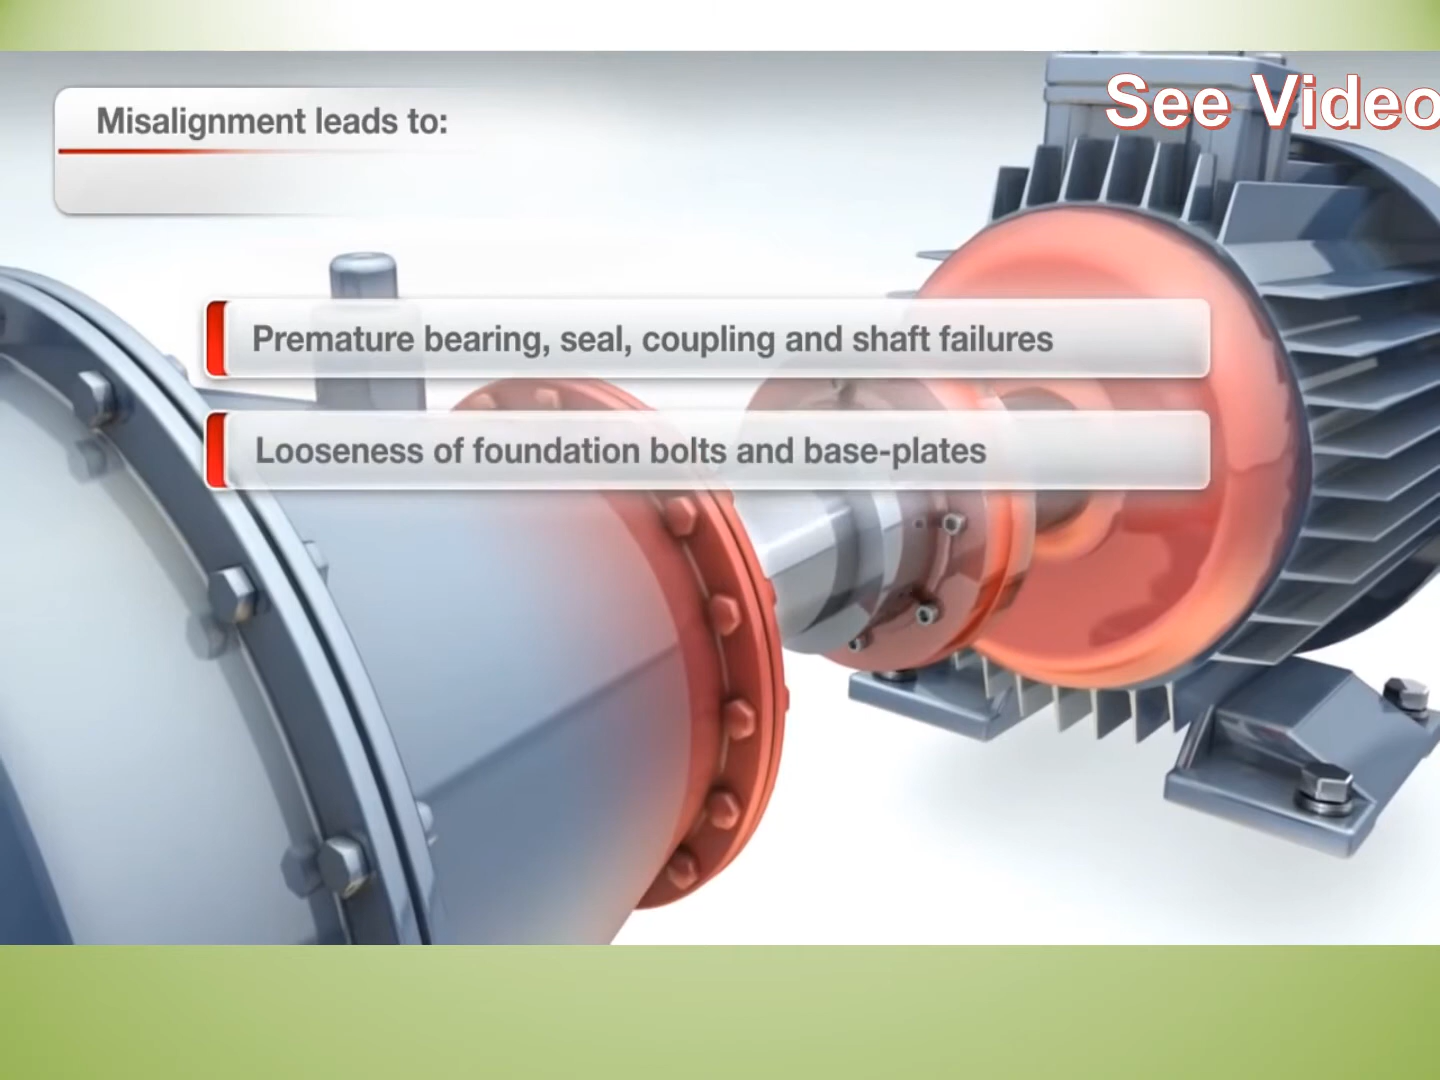 See Video
Misalignment leads to:
Premature bearing, seal, coupling and shaft failures
Looseness of foundation bolts and base-plates